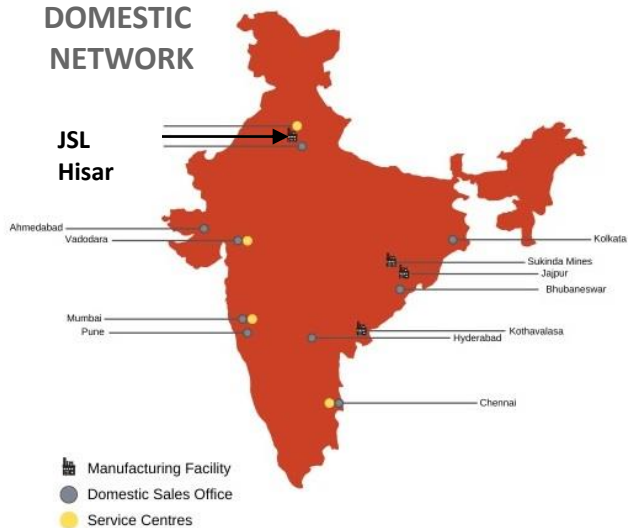 DOMESTIC
NETWORK
JSL
Hisar
Ahmedabad
Vadodara
Kolkata
Sukinda Mines
Jajpur
Bhubaneswar
Mumbai
Pune
Kothavalasa
Hyderabad
Chennai
Manufacturing Facility
Domestic Sales Office
Service Centres